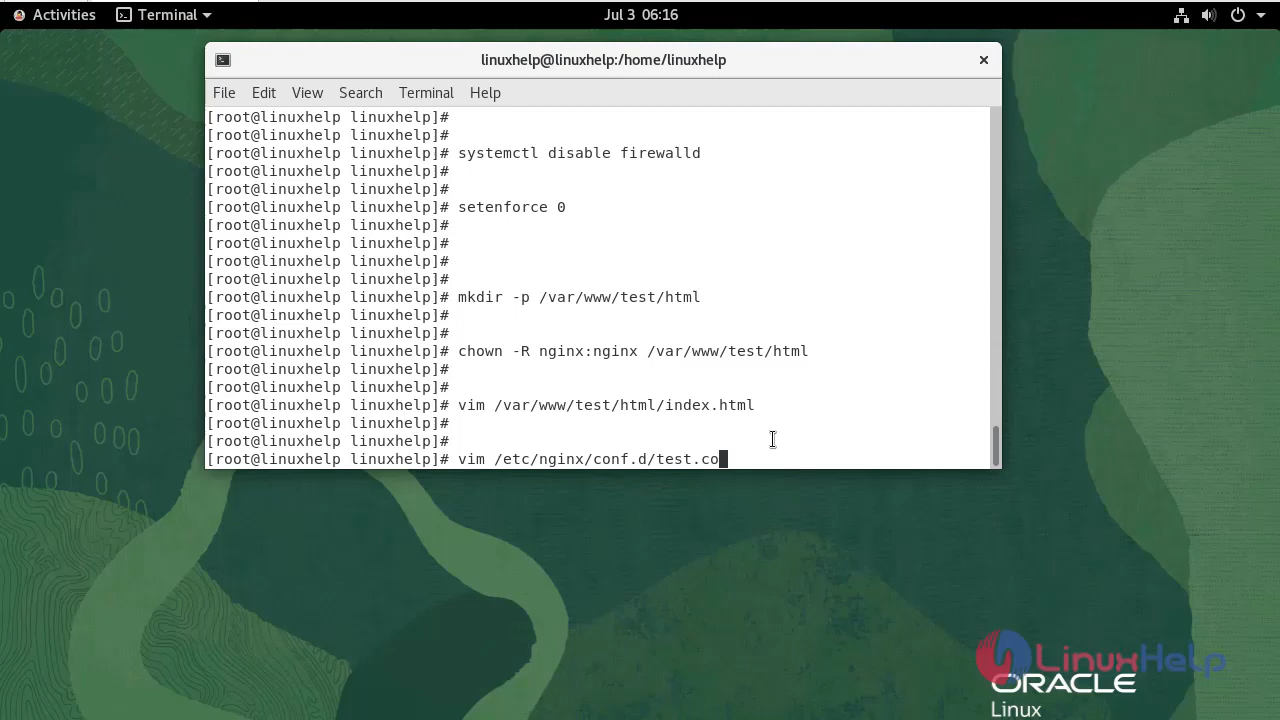 Activities Terminal Jul 3 06:16
linuxhelp@linuxhelp:/home/linuxhelp
File Edit View Search Terminal Help
[root@linuxhelp linuxhelp]#
[root@linuxhelp linuxhelp]#
[root@linuxhelp linuxhelp]# systemctl disable firewalld
[root@linuxhelp linuxhelp]#
[root@linuxhelp linuxhelp]#
[root@linuxhelp linuxhelp]# setenforce 0
[root@linuxhelp linuxhelp]#
[root@linuxhelp linuxhelp]#
[root@linuxhelp linuxhelp]#
[root@linuxhelp linuxhelp]#
[root@linuxhelp linuxhelp]# mkdir -p /var/www/test/html
[root@linuxhelp linuxhelp]#
[root@linuxhelp linuxhelp]#
[root@linuxhelp linuxhelp]# chown -R nginx:nginx /var/www/test/html
[root@linuxhelp linuxhelp]#
[root@linuxhelp linuxhelp]#
[root@linuxhelp linuxhelp]# vim /var/www/test/html/index.html
[root@linuxhelp linuxhelp]#
[root@linuxhelp linuxhelp]#
[root@linuxhelp linuxhelp]# vim /etc/nginx/conf.d/test.co
LinuxHelp
ORACLE
Linux